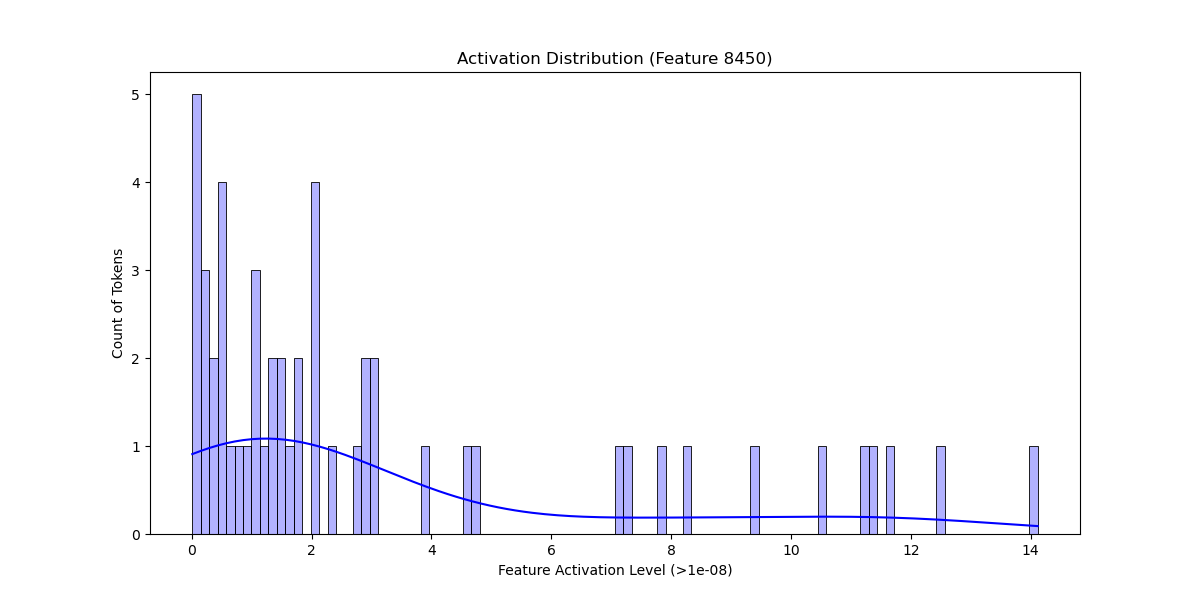 Activation Distribution (Feature 8450)
5
4
3
2
1
0
Count of Tokens
0 2 4 6 8 10 12 14
Feature Activation Level (>1e-08)